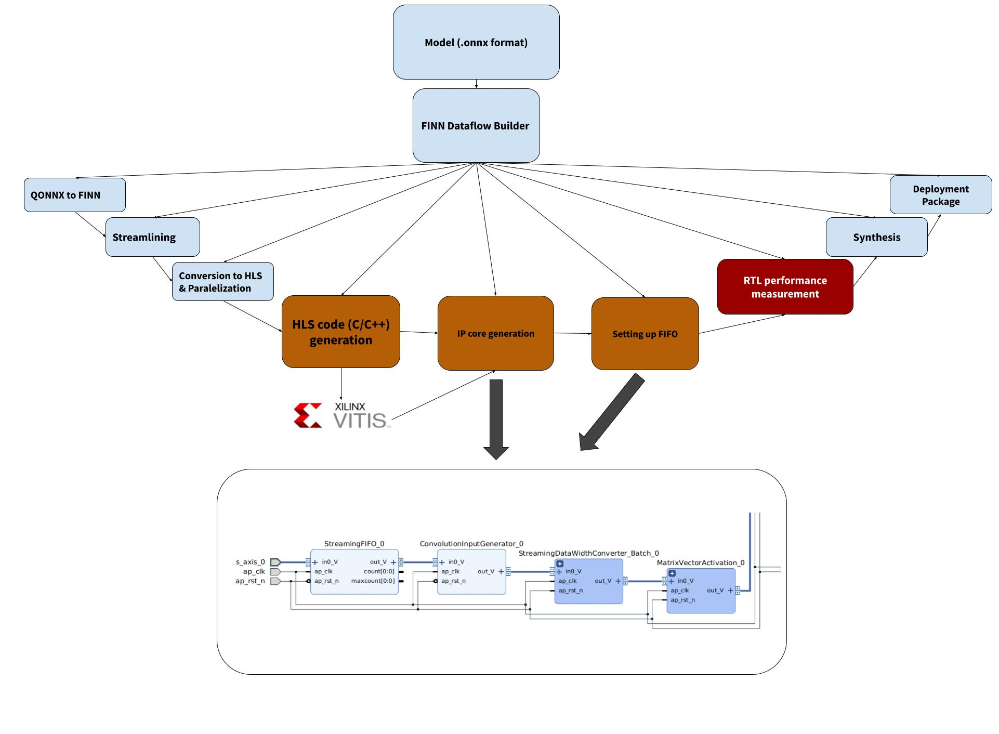 Model (.onnx format)
FINN Dataflow Builder
QONNX to FINN
Deployment
Package
Streamlining
Synthesis
Conversion to HLS
& Paralelization
RTL performance
measurement
HLS code (C/C++)
generation
IP core generation
Setting up FIFO
XILINX
VITIS™
StreamingFIFO_0
s_axis_0
ap_clk
ap_rst_n
in0_V
ap_clk
ap_rst_n
out_V
count[0:0]
maxcount[0:0]
ConvolutionInputGenerator_0
in0_V
ap_clk
ap_rst_n
out_V
StreamingDataWidthConverter_Batch_0
in0_V
ap_clk
ap_rst_n
out_V
MatrixVectorActivation_0
in0_V
ap_clk
ap_rst_n
out_V